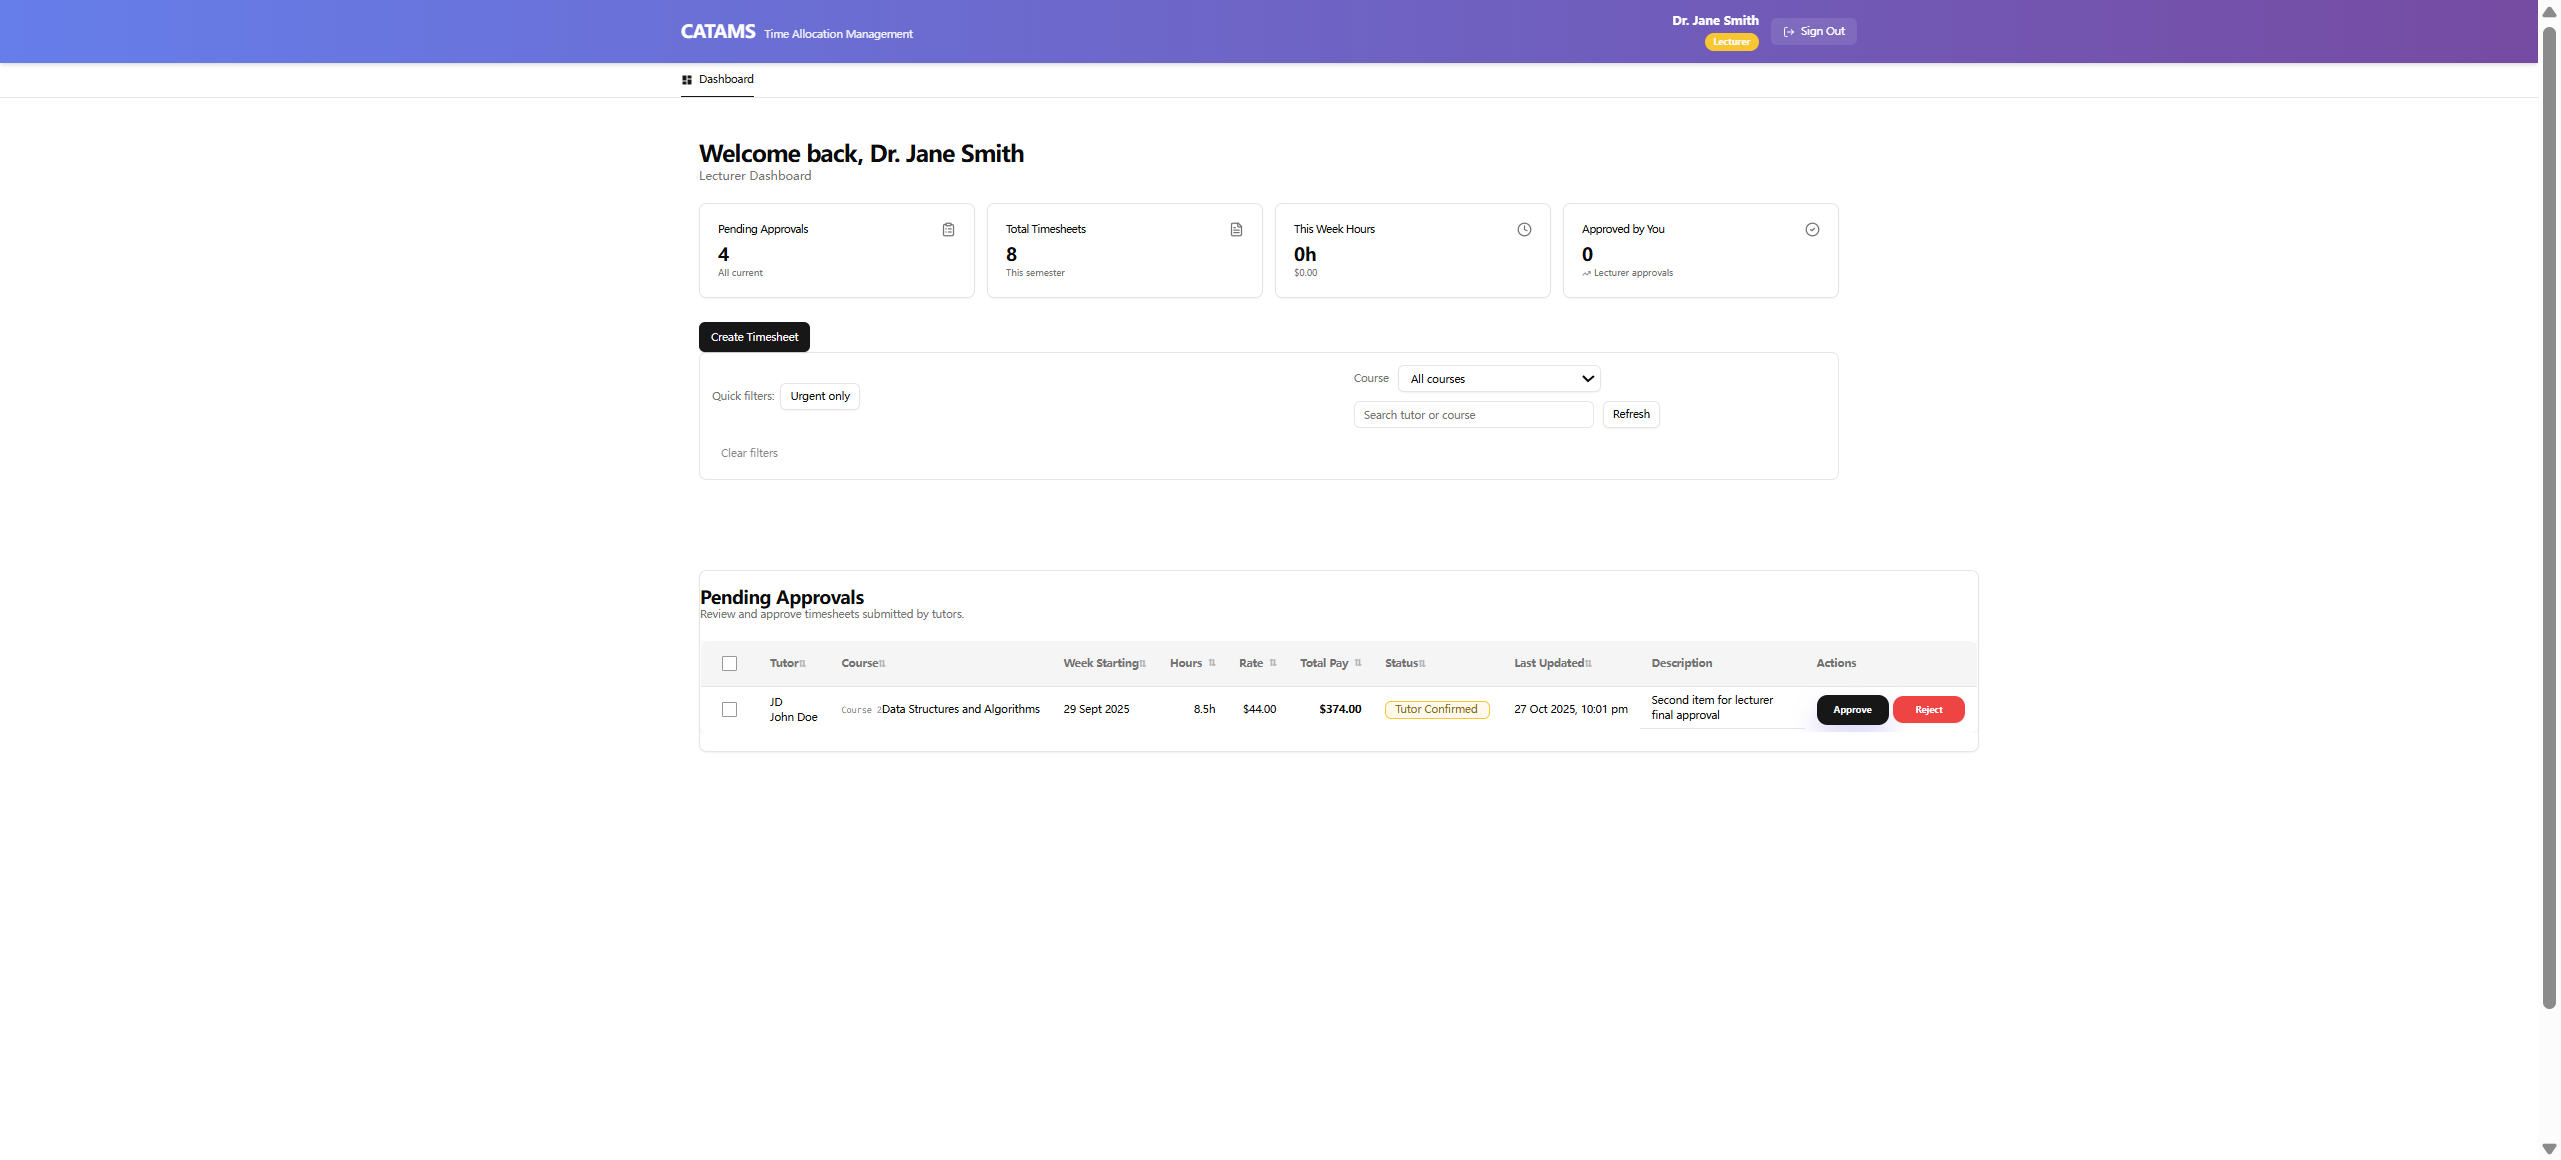 CATAMS Time Allocation Management
Dr. Jane Smith
Lecturer
Sign Out
Dashboard
Welcome back, Dr. Jane Smith
Lecturer Dashboard
Pending Approvals
4
All current
Total Timesheets
8
This semester
This Week Hours
0h
$0.00
Approved by You
0
Lecturer approvals
Create Timesheet
Quick filters: Urgent only
Course All courses
Search tutor or course Refresh
Clear filters
Pending Approvals
Review and approve timesheets submitted by tutors.
Tutor Course Week Starting Hours Rate Total Pay Status Last Updated Description Actions
JD
John Doe
Course 2Data Structures and Algorithms
29 Sept 2025
8.5h
$44.00
$374.00
Tutor Confirmed
27 Oct 2025, 10:01 pm
Second item for lecturer
final approval
Approve
Reject